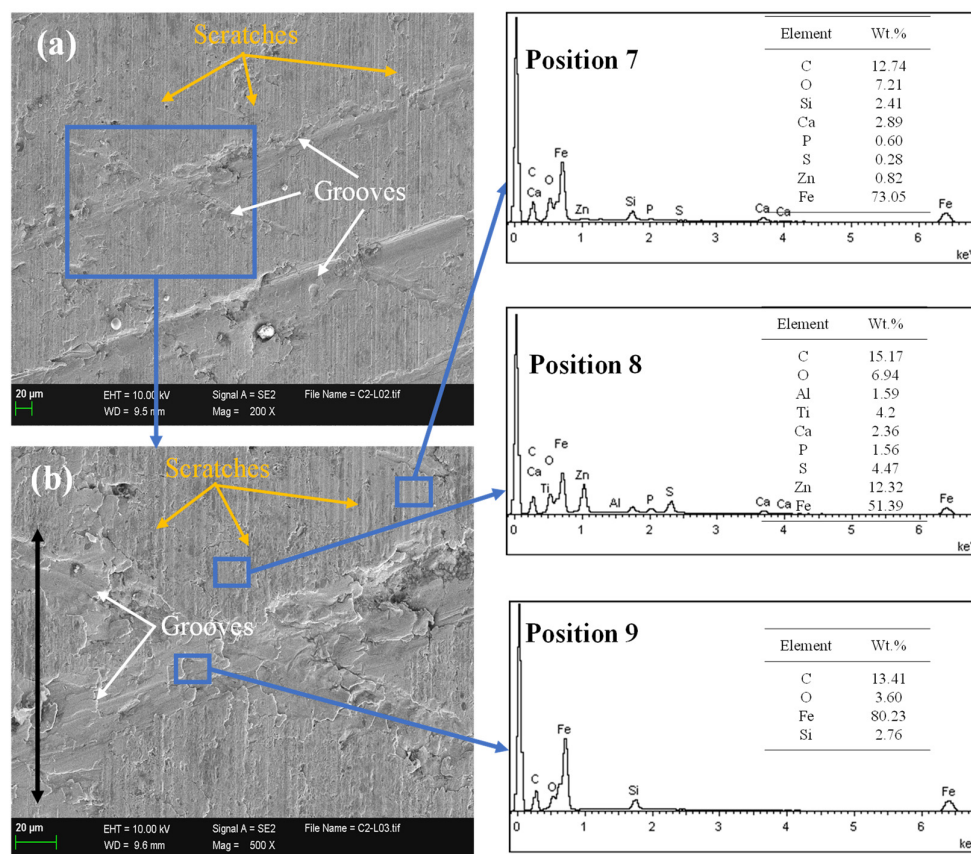 (a)
Scratches
Grooves
20 µm
EHT = 10.00 kV
Signal A = SE2
File Name = C2-L02.tif
WD = 9.5 mm
Mag = 200 X
(b)
Scratches
Grooves
20 µm
EHT = 10.00 kV
Signal A = SE2
File Name = C2-L03.tif
WD = 9.6 mm
Mag = 500 X
Position 7
Element Wt.%
C 12.74
O 7.21
Si 2.41
Ca 2.89
P 0.60
S 0.28
Zn 0.82
Fe 73.05
C O Fe
Ca Zn Si P S Ca Ca Fe
0 1 2 3 4 5 6
keV
Position 8
Element Wt.%
C 15.17
O 6.94
Al 1.59
Ti 4.2
Ca 2.36
P 1.56
S 4.47
Zn 12.32
Fe 51.39
C O Fe
Ca Ti Zn Al P S Ca Ca Fe
0 1 2 3 4 5 6
keV
Position 9
Element Wt.%
C 13.41
O 3.60
Fe 80.23
Si 2.76
C O Fe Si Fe
0 1 2 3 4 5 6
keV